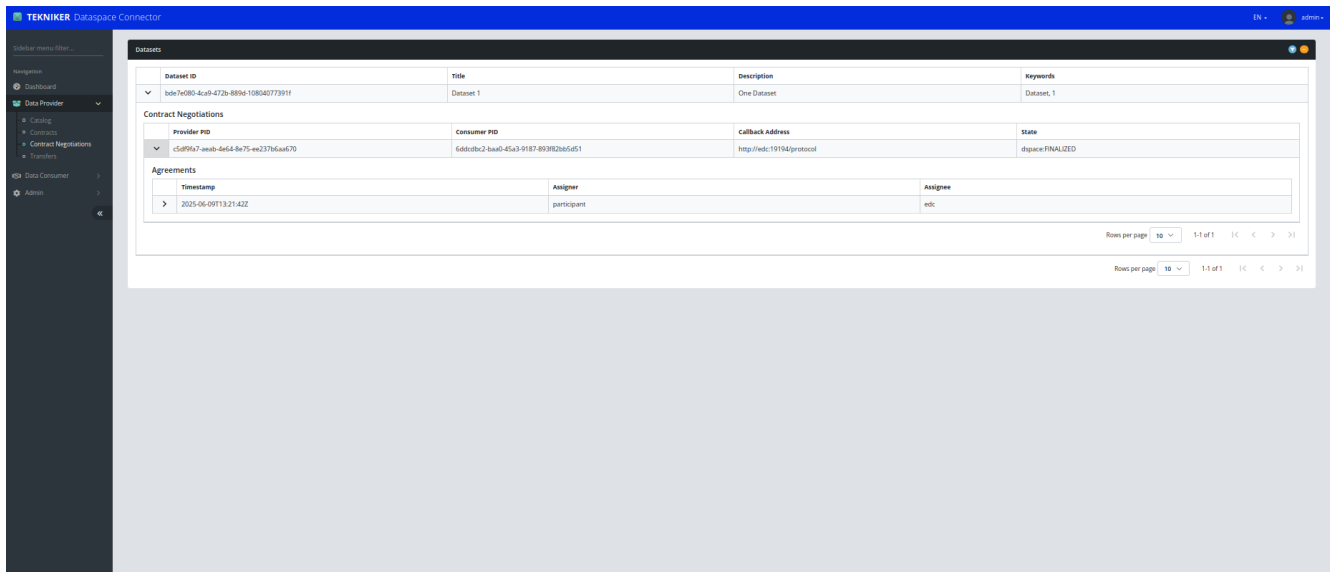 TEKNIKER Dataspace Connector
EN
admin
Sidebar menu filter...
Navigation
Dashboard
Data Provider
Catalog
Contracts
Contract Negotiations
Transfers
Data Consumer
Admin
Datasets
Dataset ID Title Description Keywords
bde7e080-4ca9-472b-889d-10804077391f Dataset 1 One Dataset Dataset, 1
Contract Negotiations
Provider PID Consumer PID Callback Address State
c5df9fa7-aeab-4e64-8e75-ee237b6aa670 6ddcdbc2-baa0-45a3-9187-893f82bb5d51 http://edc:19194/protocol dspace:FINALIZED
Agreements
Timestamp Assigner Assignee
2025-06-09T13:21:42Z participant edc
Rows per page 10 1-1 of 1
Rows per page 10 1-1 of 1